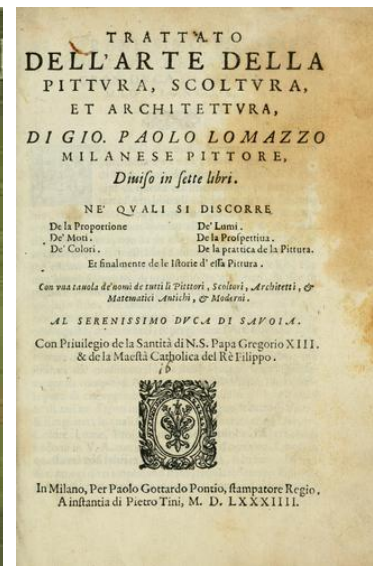 TRATTATO
DELL'ARTE DELLA
PITTVRA, SCOLTVRA,
ET ARCHITETTVRA,
DI GIO. PAOLO LOMAZZO
MILANESE PITTORE,
Diuiso in sette libri.
NE' QVALI SI DISCORRE
De la Proportione
De' Moti.
De' Colori.
De' Lumi.
De la Prospettiua.
De la prattica de la Pittura.
Et finalmente de le Istorie d'essa Pittura.
Con vna tauola de'nomi de tutti li Pittori, Scoltori, Architetti, &
Matematici Antichi, & Moderni.
AL SERENISSIMO DVCA DI SAVOIA.
Con Priuilegio de la Santità di N.S. Papa Gregorio XIII.
& de la Maestà Catholica del Rè Filippo.
In Milano, Per Paolo Gottardo Pontio, stampatore Regio.
A instantia di Pietro Tini, M. D. LXXXIIII.